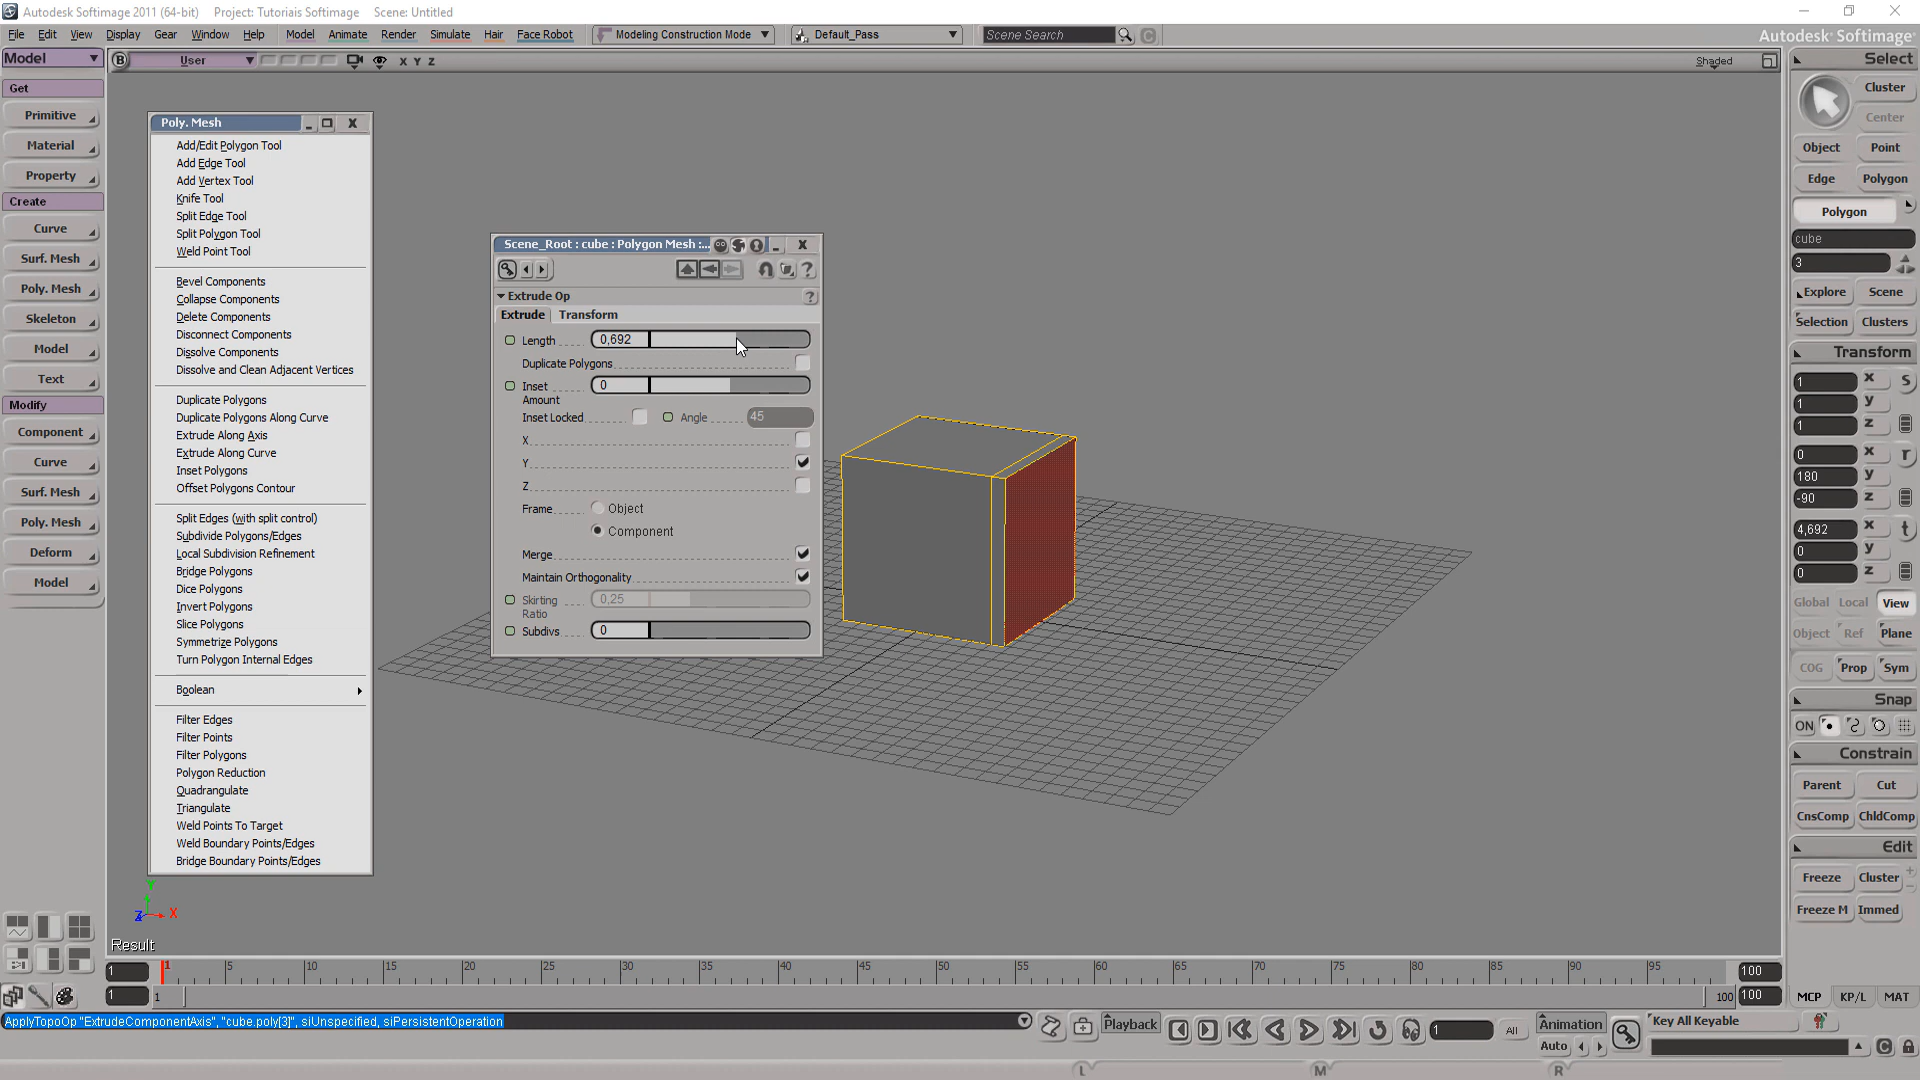 Autodesk Softimage 2011 (64-bit) Project: Tutoriais Softimage Scene: Untitled
File Edit View Display Gear Window Help Model Animate Render Simulate Hair Face Robot Modeling Construction Mode Default_Pass Scene Search C Autodesk® Softimage®
Model
B User X Y Z Shaded
Get
Primitive
Material
Property
Create
Curve
Surf. Mesh
Poly. Mesh
Skeleton
Model
Text
Modify
Component
Curve
Surf. Mesh
Poly. Mesh
Deform
Model
Poly. Mesh
Add/Edit Polygon Tool
Add Edge Tool
Add Vertex Tool
Knife Tool
Split Edge Tool
Split Polygon Tool
Weld Point Tool
Bevel Components
Collapse Components
Delete Components
Disconnect Components
Dissolve Components
Dissolve and Clean Adjacent Vertices
Duplicate Polygons
Duplicate Polygons Along Curve
Extrude Along Axis
Extrude Along Curve
Inset Polygons
Offset Polygons Contour
Split Edges (with split control)
Subdivide Polygons/Edges
Local Subdivision Refinement
Bridge Polygons
Dice Polygons
Invert Polygons
Slice Polygons
Symmetrize Polygons
Turn Polygon Internal Edges
Boolean
Filter Edges
Filter Points
Filter Polygons
Polygon Reduction
Quadrangulate
Triangulate
Weld Points To Target
Weld Boundary Points/Edges
Bridge Boundary Points/Edges
Scene_Root : cube : Polygon Mesh :...
Extrude Op ?
Extrude Transform
Length 0,692
Duplicate Polygons
Inset Amount 0
Inset Locked Angle 45
X
Y
Z
Frame Object
Component
Merge
Maintain Orthogonality
Skirting Ratio 0,25
Subdivs 0
Y
Z X
Result
Select
Cluster
Center
Object Point
Edge Polygon
Polygon
cube
3
Explore Scene
Selection Clusters
Transform
1 x s
1 y
1 z
0 x r
180 y
-90 z
4,692 x t
0 y
0 z
Global Local View
Object Ref Plane
COG Prop Sym
Snap
ON
Constrain
Parent Cut
CnsComp ChldComp
Edit
Freeze Cluster
Freeze M Immed
1 1 5 10 15 20 25 30 35 40 45 50 55 60 65 70 75 80 85 90 95 100
1 1 100 100 MCP KP/L MAT
ApplyTopoOp "ExtrudeComponentAxis", "cube.poly[3]", siUnspecified, siPersistentOperation
Playback 1 All Animation Key All Keyable
Auto
L M R